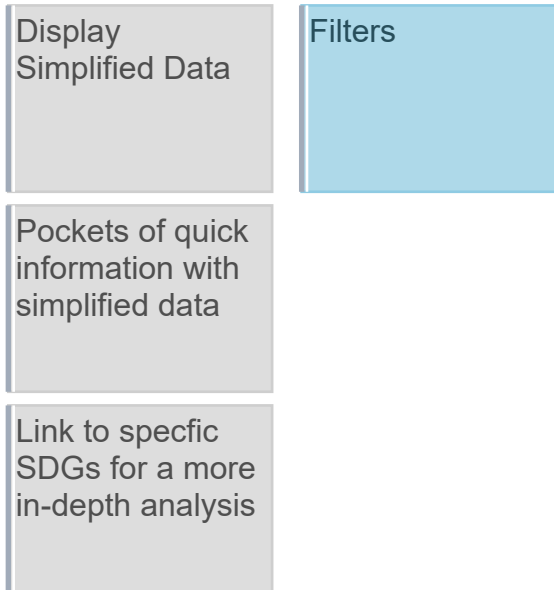 Display
Simplified Data
Filters
Pockets of quick
information with
simplified data
Link to specfic
SDGs for a more
in-depth analysis